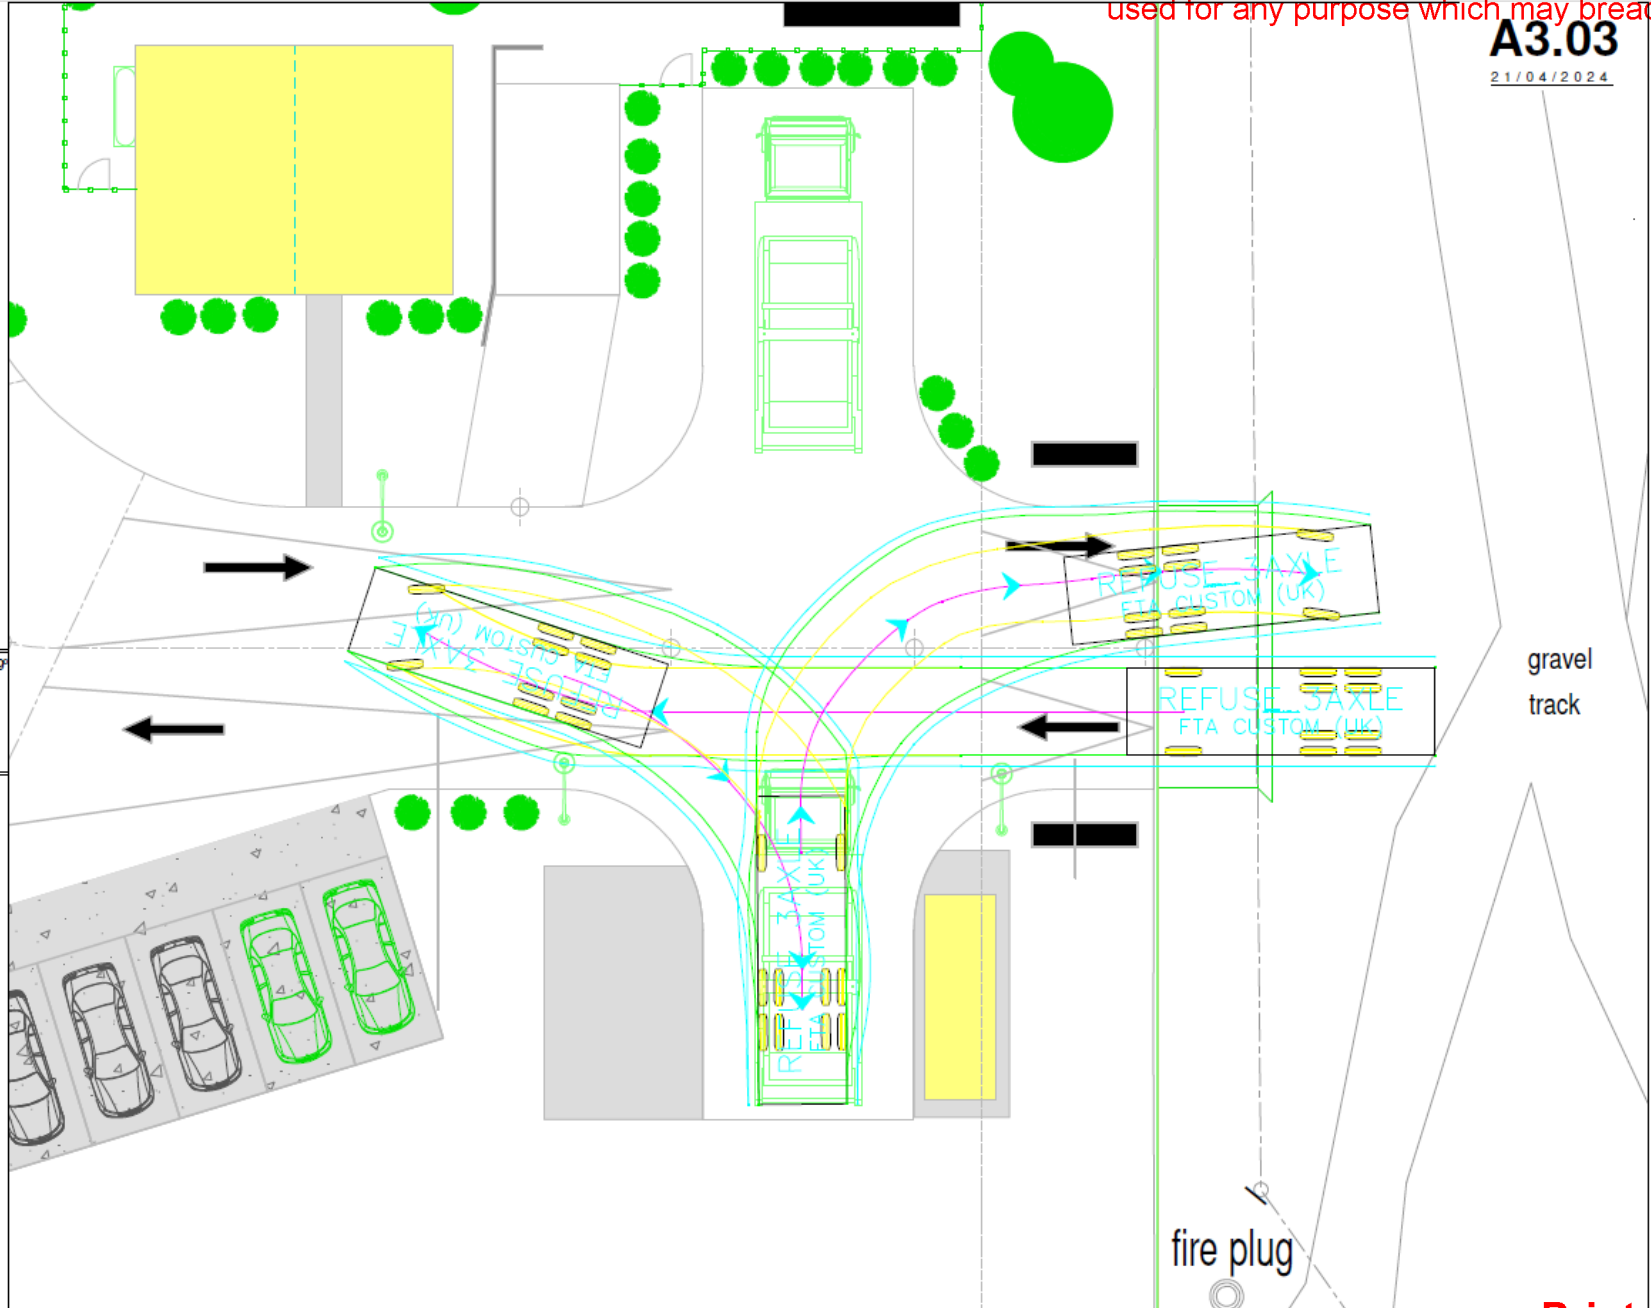 used for any purpose which may breac
A3.03
21/04/2024
REFUSE 3AXLE
FTA CUSTOM (UK)
REFUSE 3AXLE
FTA CUSTOM (UK)
REFUSE 3AXLE
FTA CUSTOM (UK)
REFUSE 3AXLE
FTA CUSTOM (UK)
gravel
track
fire plug